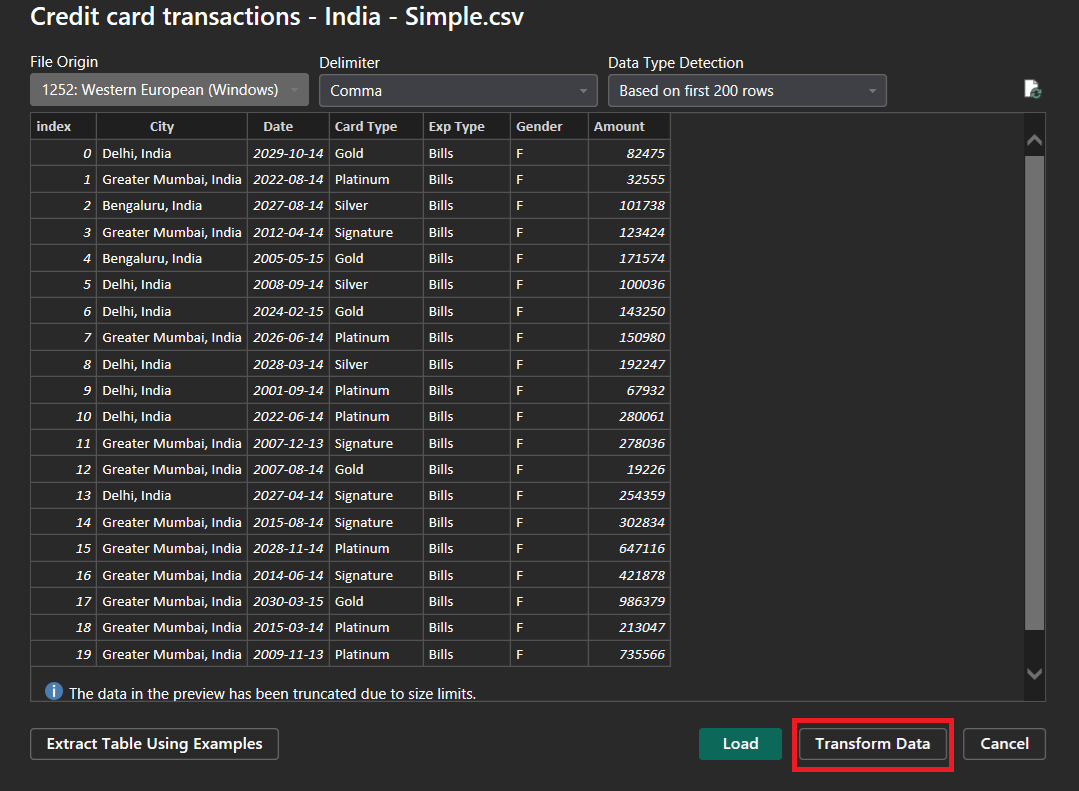 Credit card transactions - India - Simple.csv
File Origin Delimiter Data Type Detection
1252: Western European (Windows) Comma Based on first 200 rows
index City Date Card Type Exp Type Gender Amount
0 Delhi, India 2029-10-14 Gold Bills F 82475
1 Greater Mumbai, India 2022-08-14 Platinum Bills F 32555
2 Bengaluru, India 2027-08-14 Silver Bills F 101738
3 Greater Mumbai, India 2012-04-14 Signature Bills F 123424
4 Bengaluru, India 2005-05-15 Gold Bills F 171574
5 Delhi, India 2008-09-14 Silver Bills F 100036
6 Delhi, India 2024-02-15 Gold Bills F 143250
7 Greater Mumbai, India 2026-06-14 Platinum Bills F 150980
8 Delhi, India 2028-03-14 Silver Bills F 192247
9 Delhi, India 2001-09-14 Platinum Bills F 67932
10 Delhi, India 2022-06-14 Platinum Bills F 280061
11 Greater Mumbai, India 2007-12-13 Signature Bills F 278036
12 Greater Mumbai, India 2007-08-14 Gold Bills F 19226
13 Delhi, India 2027-04-14 Signature Bills F 254359
14 Greater Mumbai, India 2015-08-14 Signature Bills F 302834
15 Greater Mumbai, India 2028-11-14 Platinum Bills F 647116
16 Greater Mumbai, India 2014-06-14 Signature Bills F 421878
17 Greater Mumbai, India 2030-03-15 Gold Bills F 986379
18 Greater Mumbai, India 2015-03-14 Platinum Bills F 213047
19 Greater Mumbai, India 2009-11-13 Platinum Bills F 735566
The data in the preview has been truncated due to size limits.
Extract Table Using Examples Load Transform Data Cancel